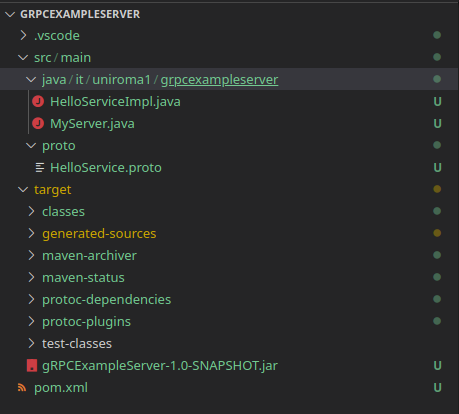 GRPCEXAMPLESERVER
.vscode
src / main
java / it / uniroma1 / grpcexampleserver
HelloServiceImpl.java U
MyServer.java U
proto
HelloService.proto U
target
classes
generated-sources
maven-archiver
maven-status
protoc-dependencies
protoc-plugins
test-classes
gRPCExampleServer-1.0-SNAPSHOT.jar U
pom.xml U